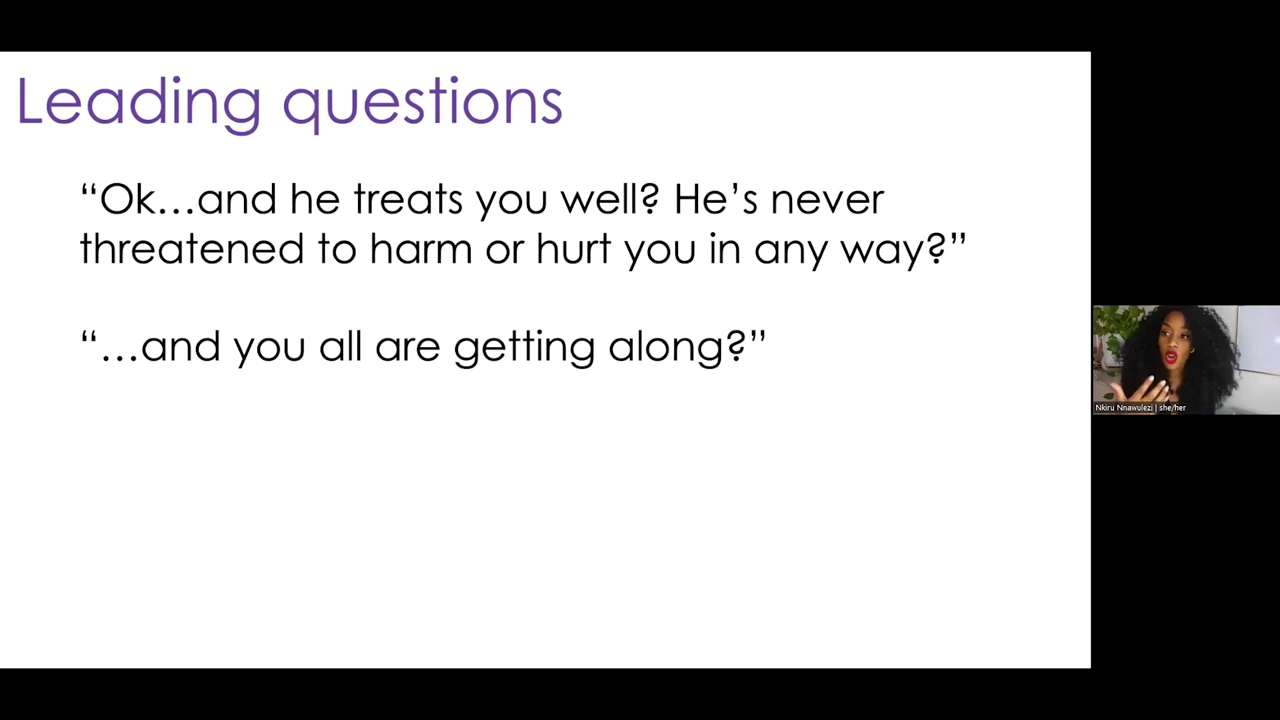 Leading questions
“Ok…and he treats you well? He’s never
threatened to harm or hurt you in any way?”
“…and you all are getting along?”
Nkiru Nnawulezi | she/her